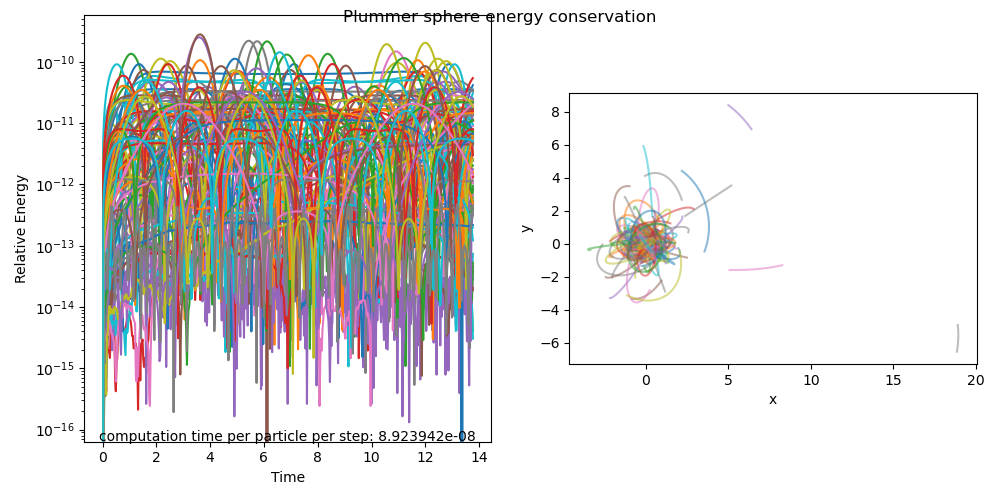 Plummer sphere energy conservation
Relative Energy
10⁻¹⁰
10⁻¹¹
10⁻¹²
10⁻¹³
10⁻¹⁴
10⁻¹⁵
10⁻¹⁶
computation time per particle per step: 8.923942e-08
0 2 4 6 8 10 12 14
Time
y
8
6
4
2
0
−2
−4
−6
0 5 10 15 20
x